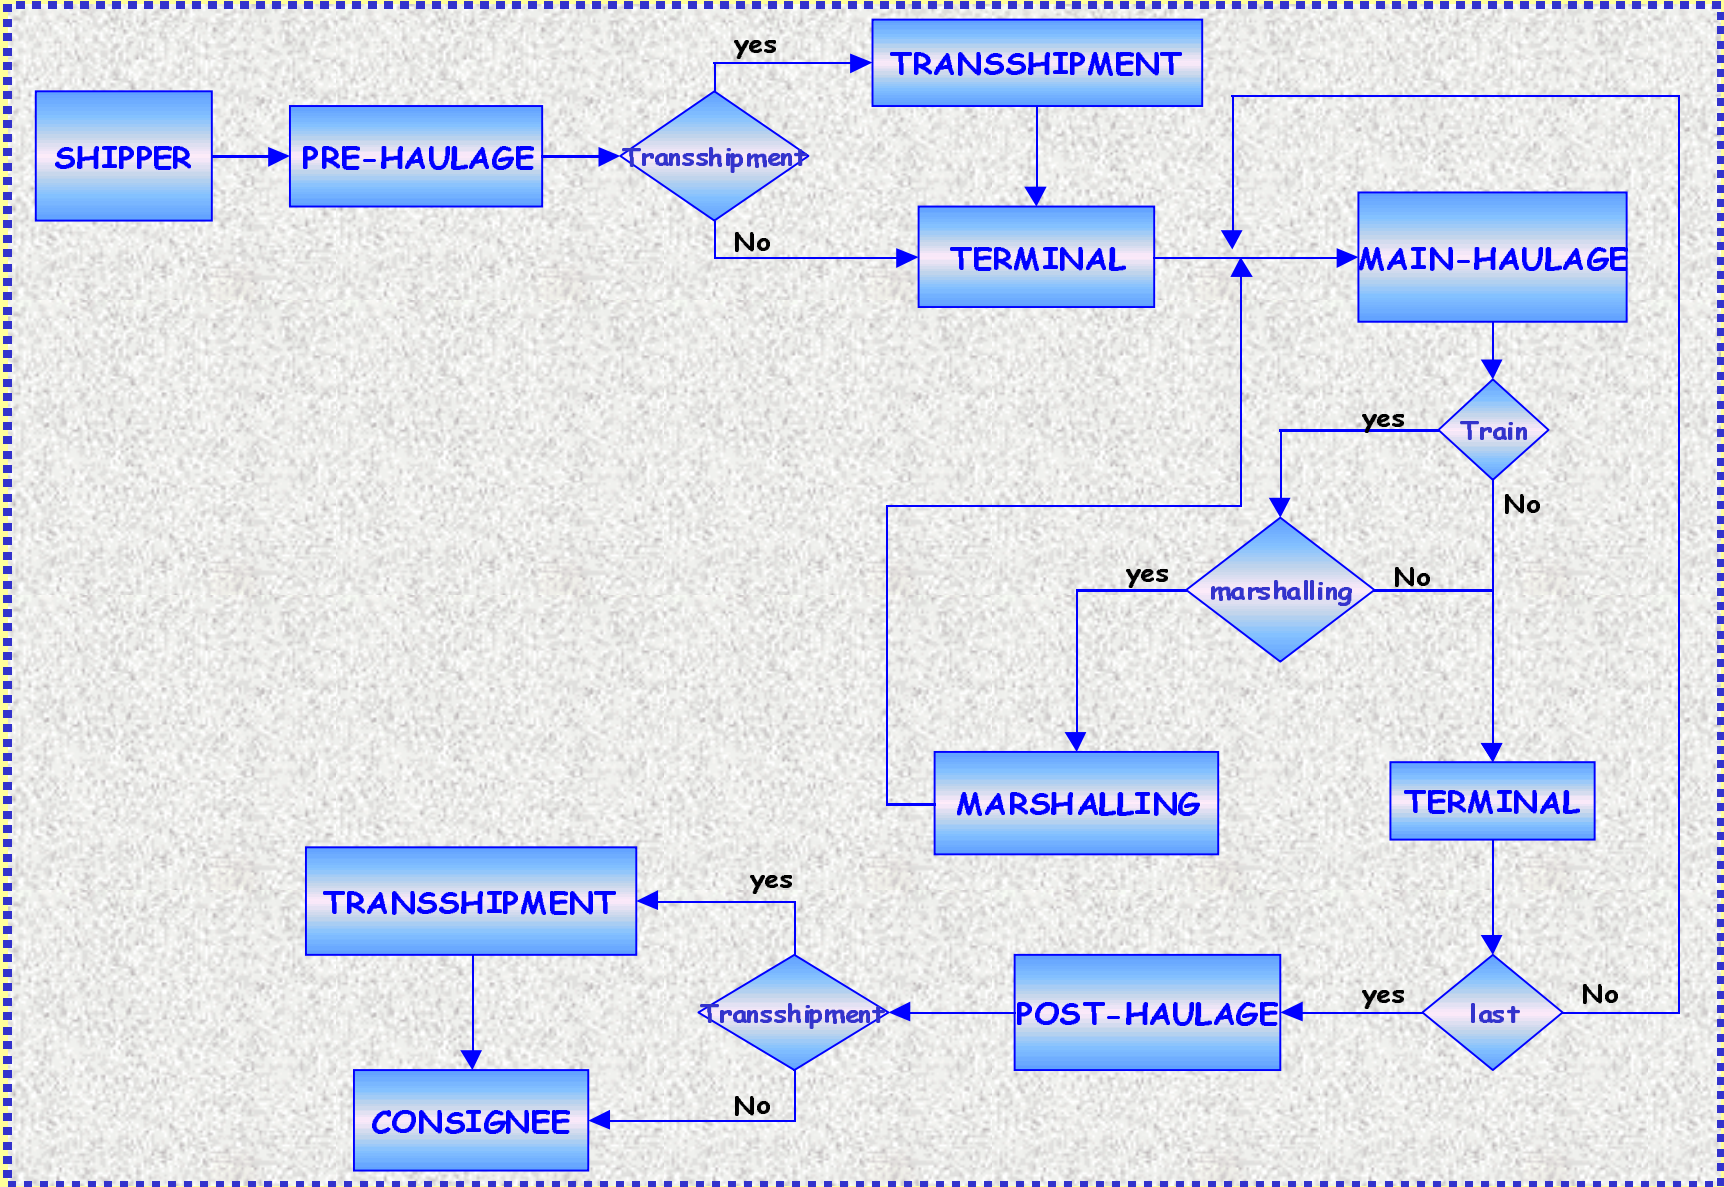 yes
TRANSSHIPMENT
SHIPPER
PRE-HAULAGE
Transshipment
No
TERMINAL
MAIN-HAULAGE
yes
Train
No
yes
marshalling
No
MARSHALLING
TERMINAL
yes
TRANSSHIPMENT
Transshipment
POST-HAULAGE
yes
last
No
No
CONSIGNEE